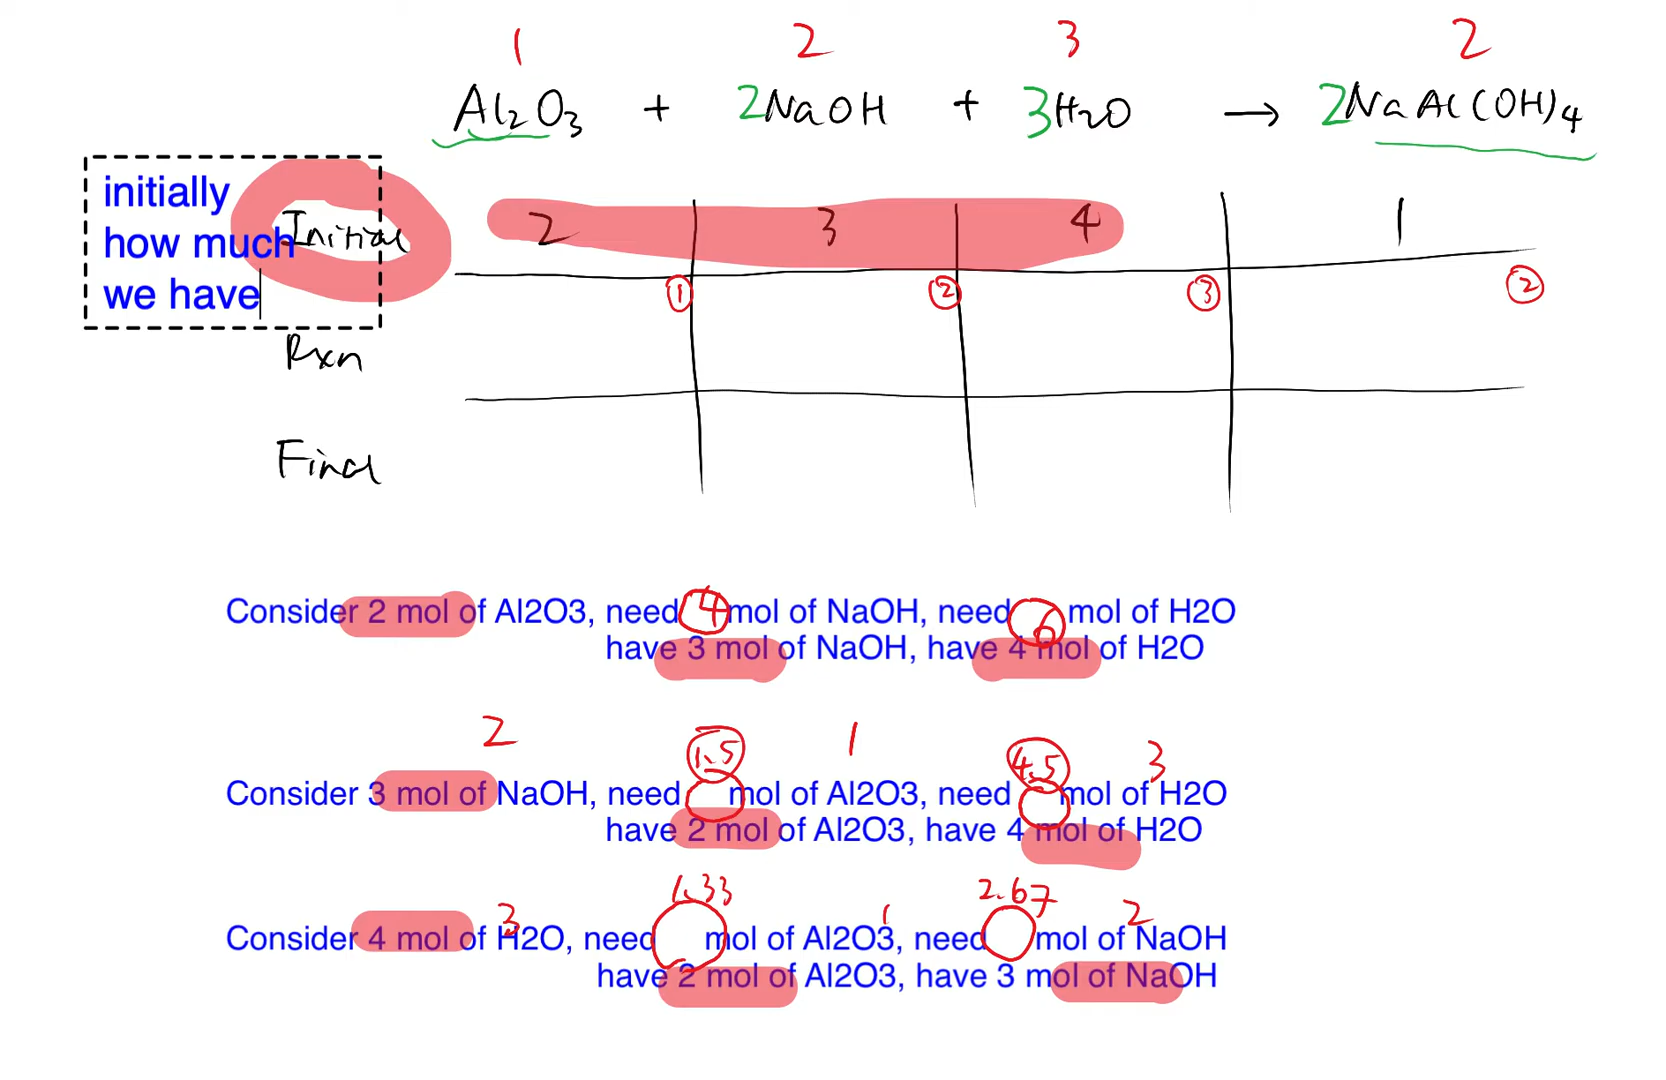 1 2 3 2
Al2O3 + 2NaOH + 3H2O → 2NaAl(OH)4
initially
how much
we have
Initial 2 3 4 1
① ② ③ ②
Rxn
Final
Consider 2 mol of Al2O3, need 4 mol of NaOH, need 6 mol of H2O
have 3 mol of NaOH, have 4 mol of H2O
2 1.5 1 4.5 3
Consider 3 mol of NaOH, need mol of Al2O3, need mol of H2O
have 2 mol of Al2O3, have 4 mol of H2O
3 1.33 1 2.67 2
Consider 4 mol of H2O, need mol of Al2O3, need mol of NaOH
have 2 mol of Al2O3, have 3 mol of NaOH